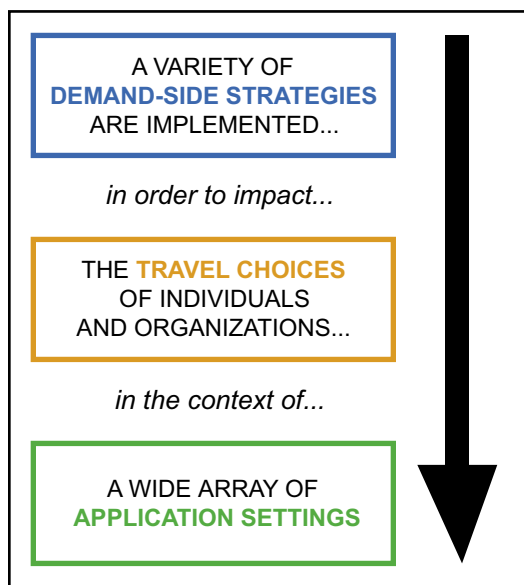 A VARIETY OF
DEMAND-SIDE STRATEGIES
ARE IMPLEMENTED...
in order to impact...
THE TRAVEL CHOICES
OF INDIVIDUALS
AND ORGANIZATIONS...
in the context of...
A WIDE ARRAY OF
APPLICATION SETTINGS